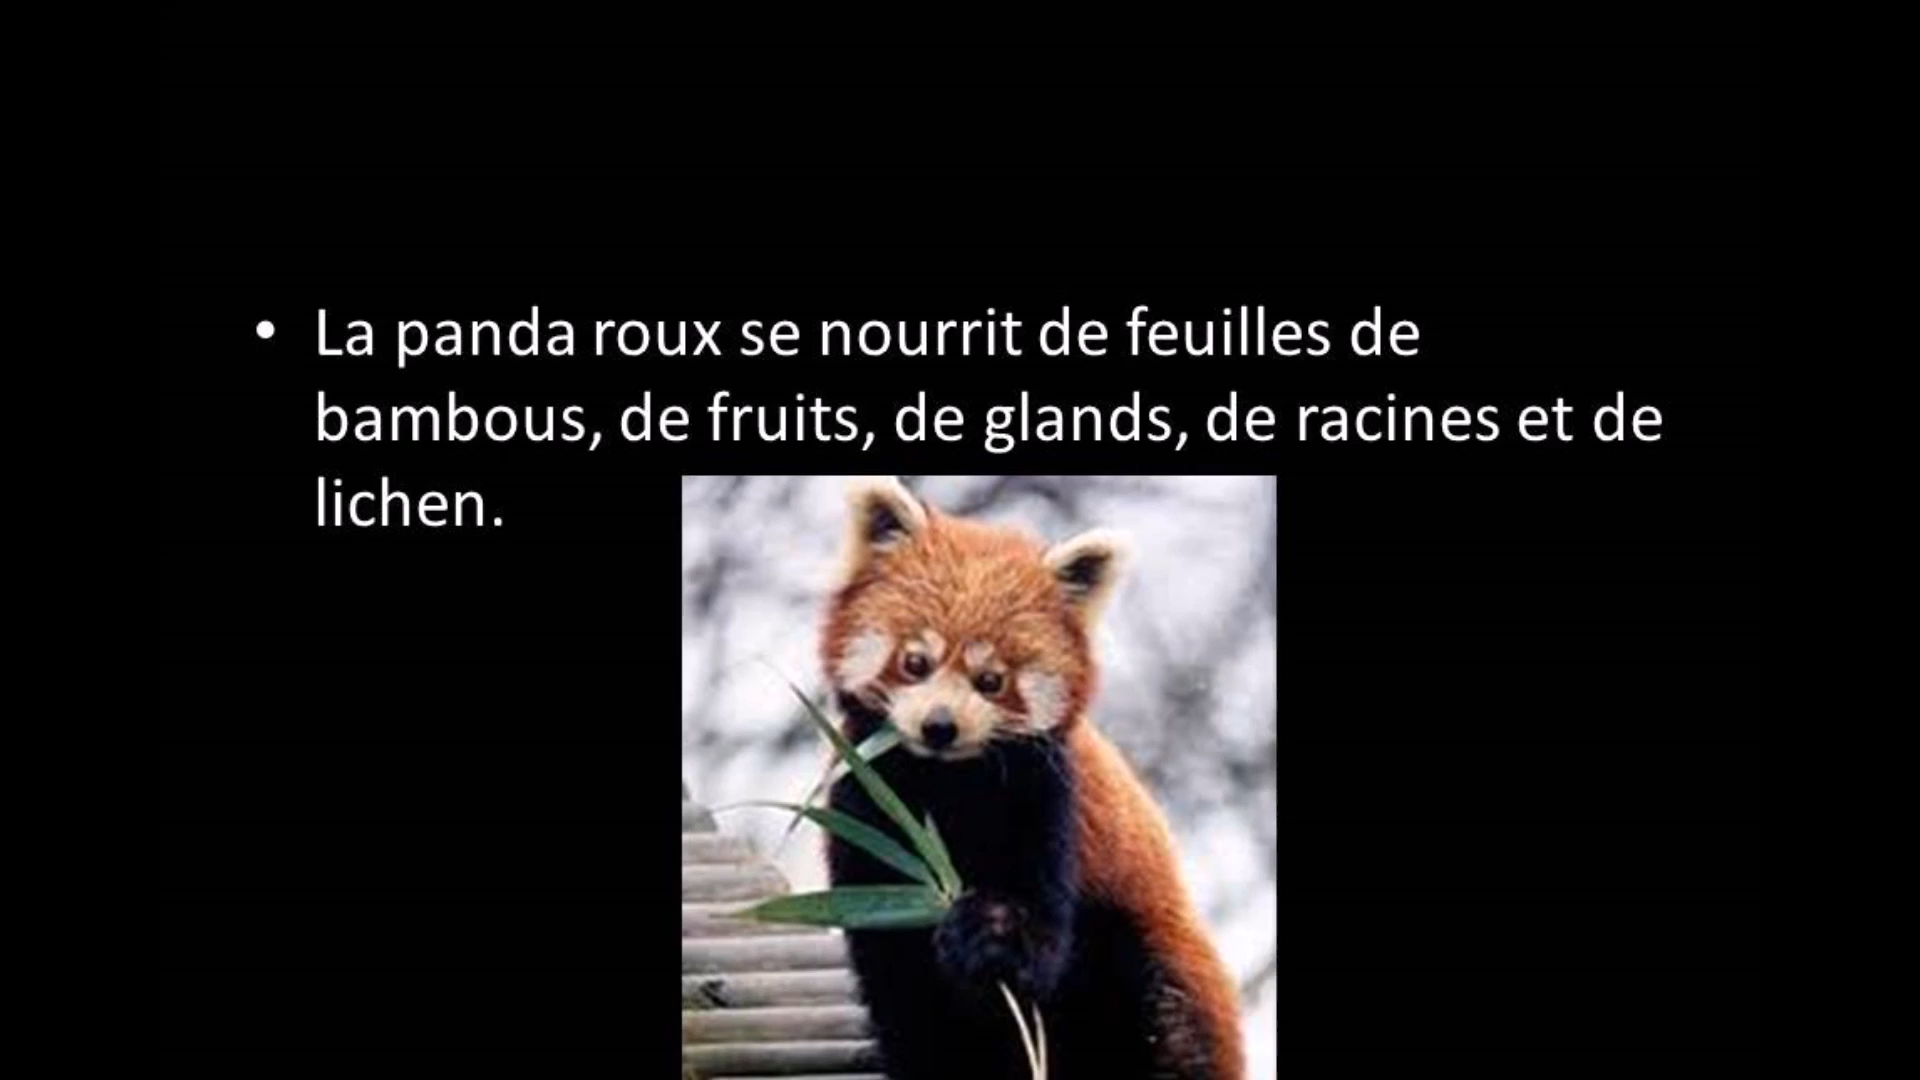 • La panda roux se nourrit de feuilles de
bambous, de fruits, de glands, de racines et de
lichen.